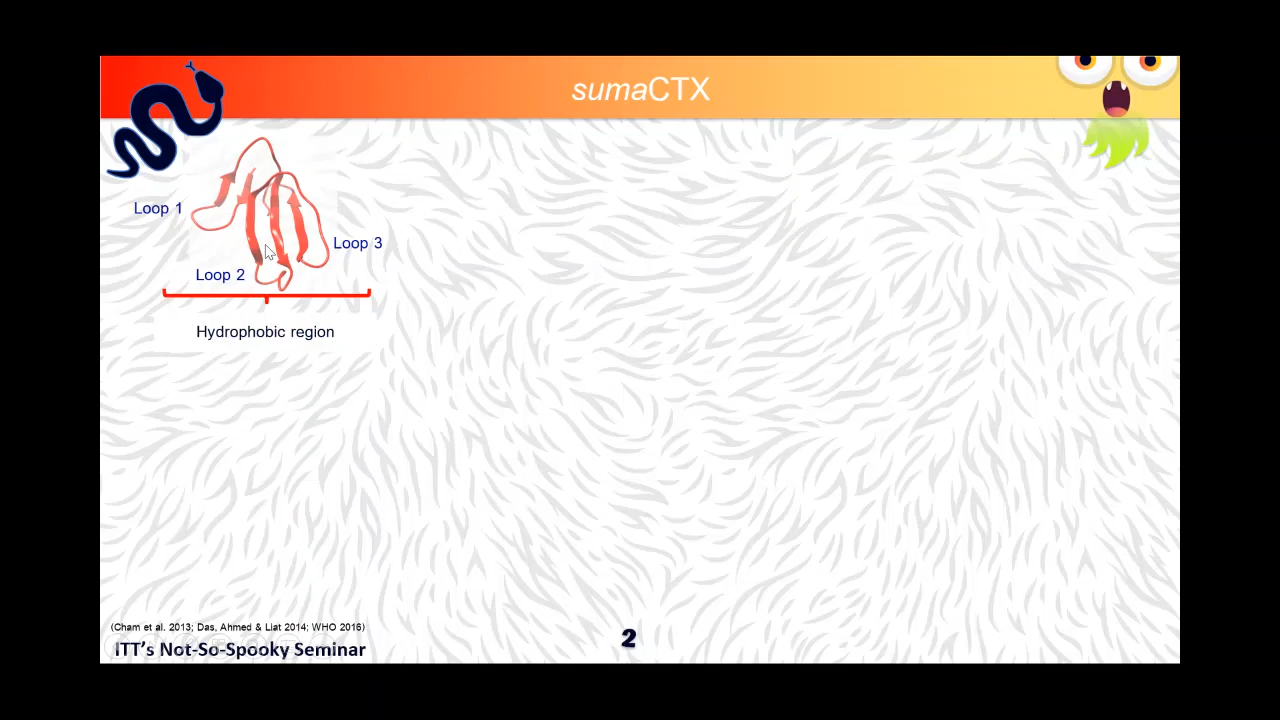 sumaCTX
Loop 1
Loop 3
Loop 2
Hydrophobic region
(Cham et al. 2013; Das, Ahmed & Liat 2014; WHO 2016)
ITT's Not-So-Spooky Seminar
2